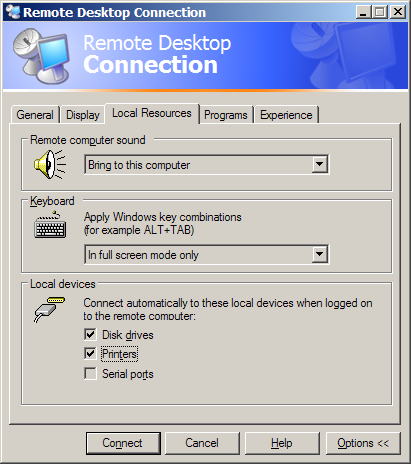 Remote Desktop Connection
Remote Desktop
Connection
General Display Local Resources Programs Experience
Remote computer sound
Bring to this computer
Keyboard
Apply Windows key combinations
(for example ALT+TAB)
In full screen mode only
Local devices
Connect automatically to these local devices when logged on
to the remote computer:
Disk drives
Printers
Serial ports
Connect Cancel Help Options <<